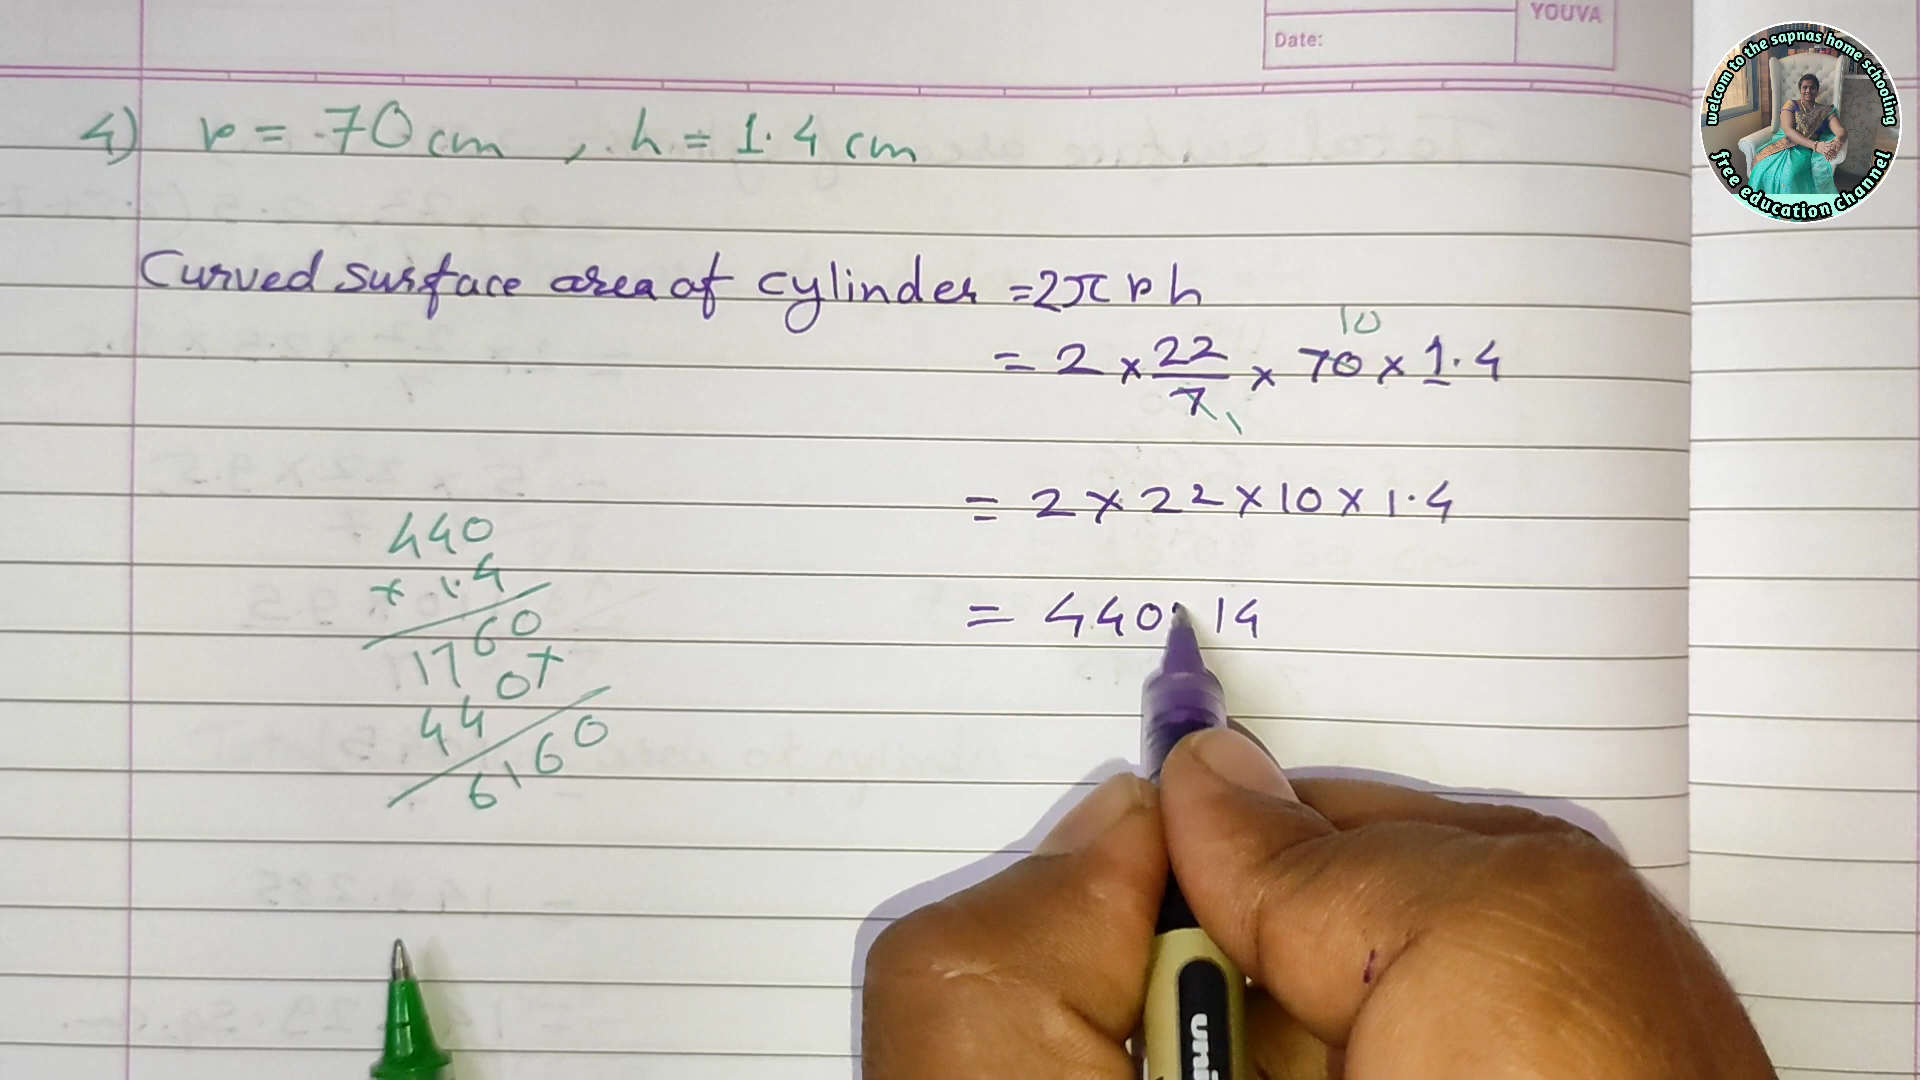 YOUVA
Date:
welcom to the sapnas home schooling
free education channel
4) r = 70 cm , h = 1.4 cm
Curved surface area of cylinder = 2π r h
10
= 2 × 22/7 × 70 × 1.4
1
= 2 × 22 × 10 × 1.4
= 440 14
440
× 1.4
1760
440+
6160
uni